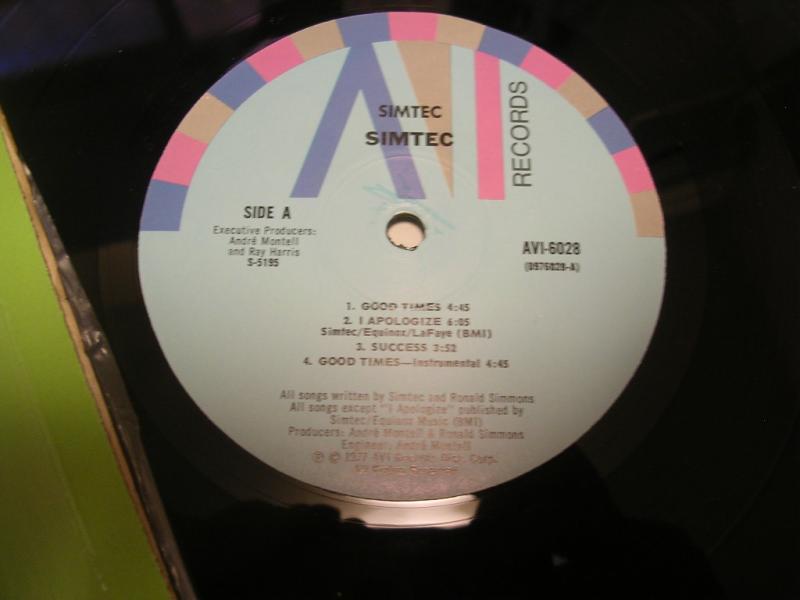 AVI
RECORDS
SIMTEC
SIMTEC
SIDE A
Executive Producers:
André Montell
and Ray Harris
S-5195
AVI-6028
(0976028-A)
1. GOOD TIMES 4:45
2. I APOLOGIZE 6:05
Simtec/Equinox/LaFaye (BMI)
3. SUCCESS 3:52
4. GOOD TIMES—Instrumental 4:45
All songs written by Simtec and Ronald Simmons
All songs except "I Apologize" published by
Simtec/Equinox Music (BMI)
Producers: André Montell & Ronald Simmons
Engineer: André Montell
℗ © 1977 AVI Corp.